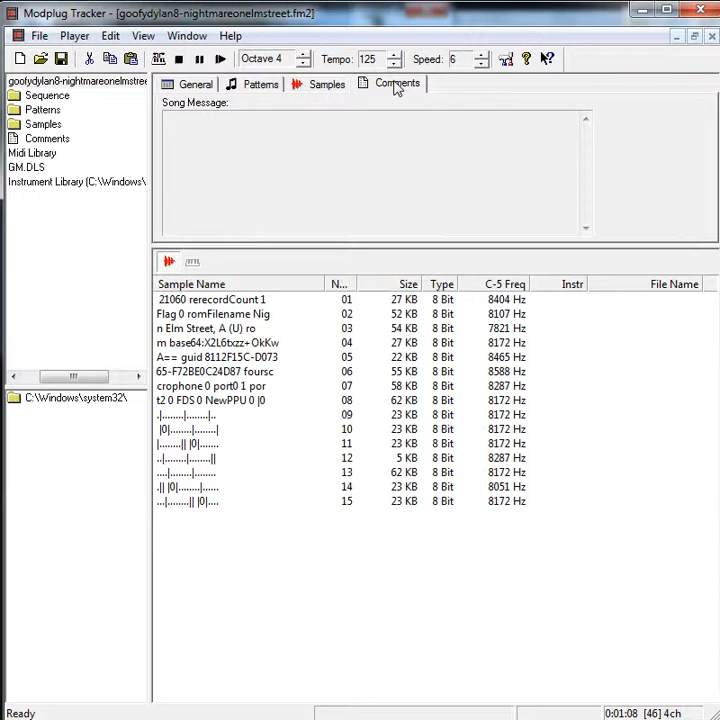 Modplug Tracker - [goofydylan8-nightmareonelmstreet.fm2]
File Player Edit View Window Help
Octave 4 Tempo: 125 Speed: 6
goofydylan8-nightmareonelmstree
Sequence
Patterns
Samples
Comments
Midi Library
GM.DLS
Instrument Library (C:\Windows\
C:\Windows\system32\
General Patterns Samples Comments
Song Message:
Sample Name N... Size Type C-5 Freq Instr File Name
21060 rerecordCount 1 01 27 KB 8 Bit 8404 Hz
Flag 0 romFilename Nig 02 52 KB 8 Bit 8107 Hz
n Elm Street, A (U) ro 03 54 KB 8 Bit 7821 Hz
m base64:X2L6txzz+OkKw 04 27 KB 8 Bit 8172 Hz
A== guid 8112F15C-D073 05 22 KB 8 Bit 8465 Hz
65-F72BE0C24D87 foursc 06 55 KB 8 Bit 8588 Hz
crophone 0 port0 1 por 07 58 KB 8 Bit 8287 Hz
t2 0 FDS 0 NewPPU 0 |0 08 62 KB 8 Bit 8172 Hz
.|........|........|.. 09 23 KB 8 Bit 8172 Hz
|0|........|........| 10 23 KB 8 Bit 8172 Hz
|........|| |0|....... 11 23 KB 8 Bit 8172 Hz
..|........|........|| 12 5 KB 8 Bit 8287 Hz
....|........|........ 13 62 KB 8 Bit 8172 Hz
.|| |0|........|...... 14 23 KB 8 Bit 8051 Hz
...|........|| |0|.... 15 23 KB 8 Bit 8172 Hz
Ready 0:01:08 [46] 4ch